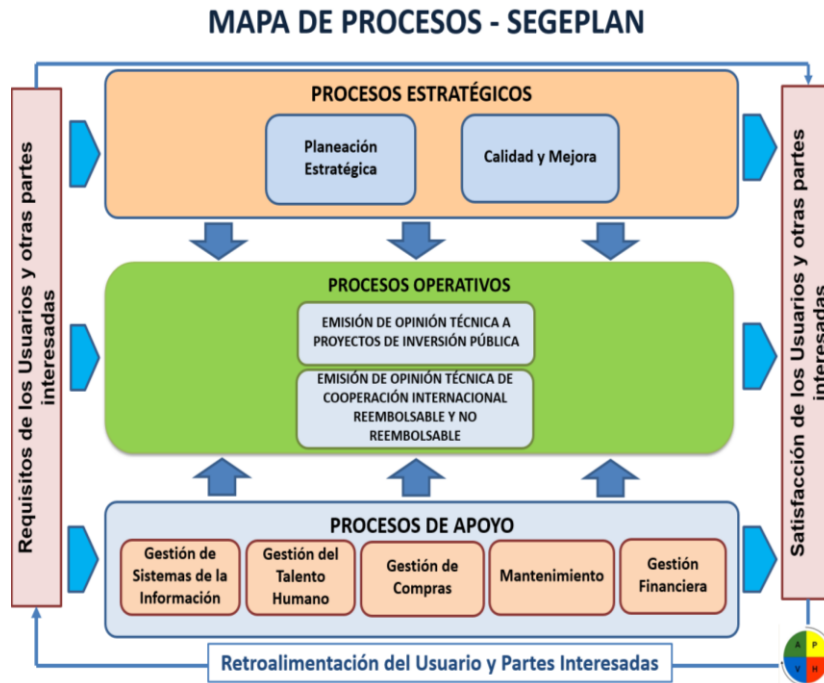 MAPA DE PROCESOS - SEGEPLAN
Requisitos de los Usuarios y otras partes
interesadas
PROCESOS ESTRATÉGICOS
Planeación
Estratégica
Calidad y Mejora
PROCESOS OPERATIVOS
EMISIÓN DE OPINIÓN TÉCNICA A
PROYECTOS DE INVERSIÓN PÚBLICA
EMISIÓN DE OPINIÓN TÉCNICA DE
COOPERACIÓN INTERNACIONAL
REEMBOLSABLE Y NO
REEMBOLSABLE
PROCESOS DE APOYO
Gestión de
Sistemas de la
Información
Gestión del
Talento
Humano
Gestión de
Compras
Mantenimiento
Gestión
Financiera
Satisfacción de los Usuarios y otras partes
interesadas
Retroalimentación del Usuario y Partes Interesadas
A P
V H